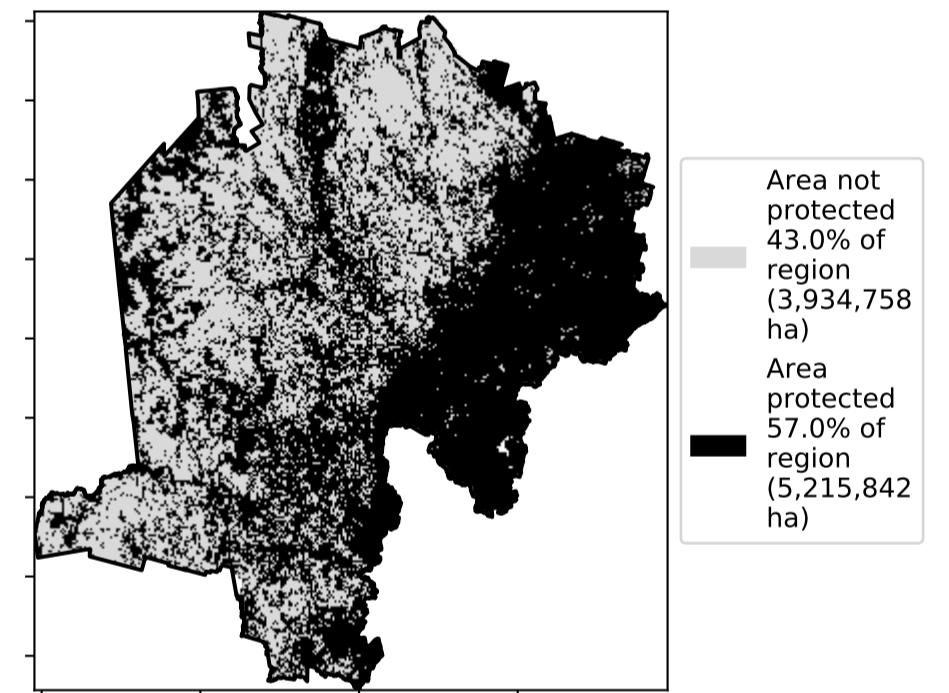 Area not
protected
43.0% of
region
(3,934,758
ha)
Area
protected
57.0% of
region
(5,215,842
ha)